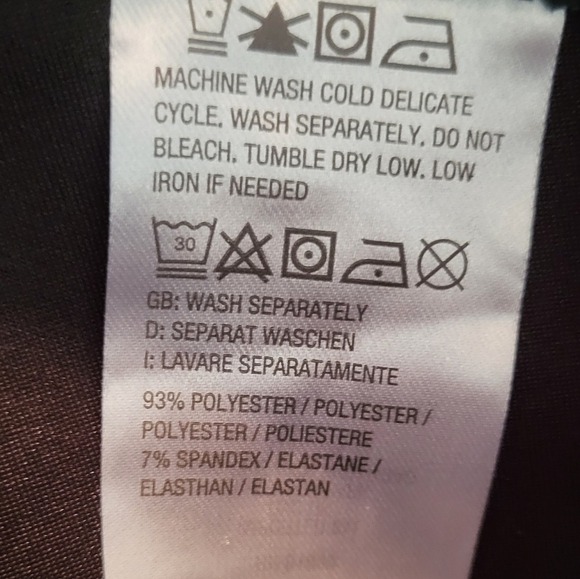 MACHINE WASH COLD DELICATE
CYCLE. WASH SEPARATELY. DO NOT
BLEACH. TUMBLE DRY LOW. LOW
IRON IF NEEDED
30
GB: WASH SEPARATELY
D: SEPARAT WASCHEN
I: LAVARE SEPARATAMENTE
93% POLYESTER / POLYESTER /
POLYESTER / POLIESTERE
7% SPANDEX / ELASTANE /
ELASTHAN / ELASTAN